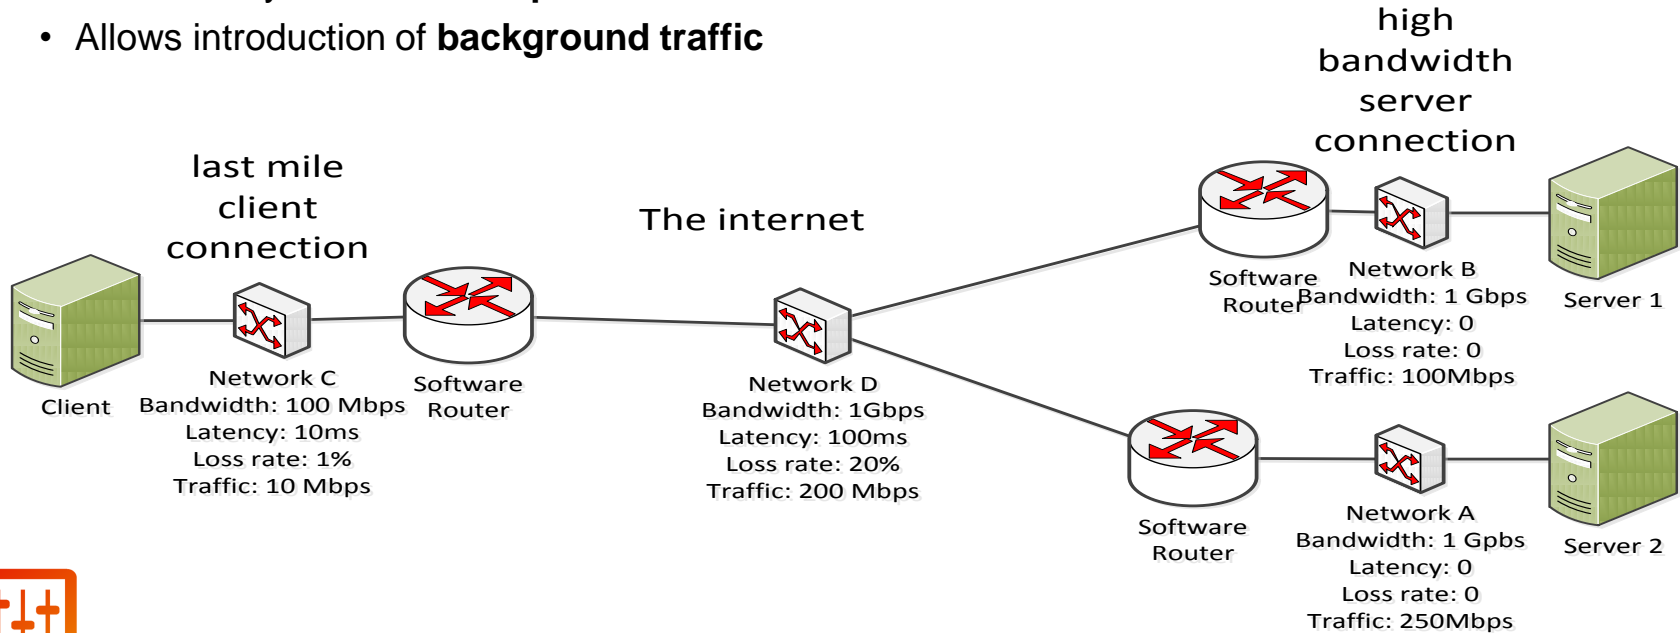 • Allows introduction of background traffic
high
bandwidth
server
connection
last mile
client
connection
The internet
Client
Network C
Bandwidth: 100 Mbps
Latency: 10ms
Loss rate: 1%
Traffic: 10 Mbps
Software
Router
Network D
Bandwidth: 1Gbps
Latency: 100ms
Loss rate: 20%
Traffic: 200 Mbps
Software
Router
Network B
Bandwidth: 1 Gbps
Latency: 0
Loss rate: 0
Traffic: 100Mbps
Server 1
Software
Router
Network A
Bandwidth: 1 Gpbs
Latency: 0
Loss rate: 0
Traffic: 250Mbps
Server 2